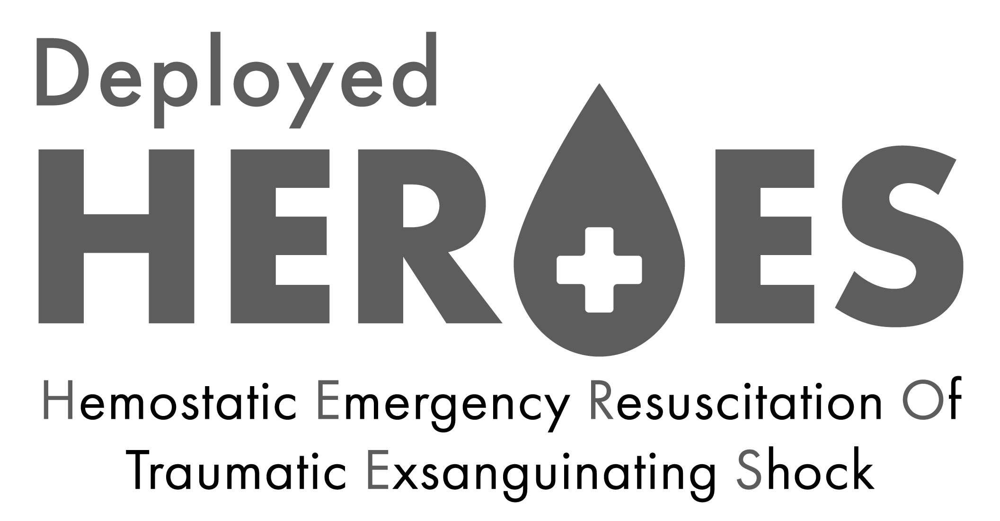 Deployed
HEROES
Hemostatic Emergency Resuscitation Of
Traumatic Exsanguinating Shock